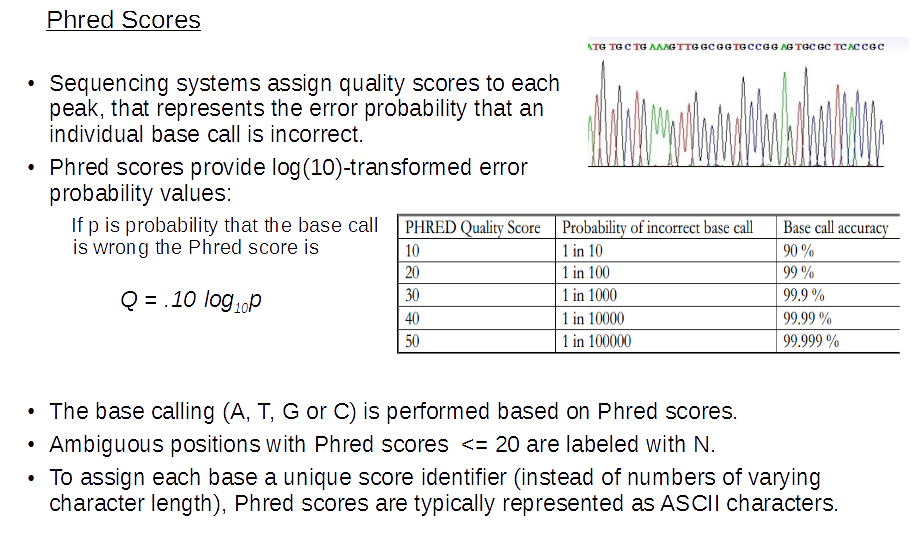 Phred Scores
ATG TGC TG AAAGTTGGCGGTGCCGG AGTGCGC TCACCGC
• Sequencing systems assign quality scores to each
peak, that represents the error probability that an
individual base call is incorrect.
• Phred scores provide log(10)-transformed error
probability values:
If p is probability that the base call
is wrong the Phred score is
Q = .10 log10p
PHRED Quality Score Probability of incorrect base call Base call accuracy
10 1 in 10 90 %
20 1 in 100 99 %
30 1 in 1000 99.9 %
40 1 in 10000 99.99 %
50 1 in 100000 99.999 %
• The base calling (A, T, G or C) is performed based on Phred scores.
• Ambiguous positions with Phred scores <= 20 are labeled with N.
• To assign each base a unique score identifier (instead of numbers of varying
character length), Phred scores are typically represented as ASCII characters.